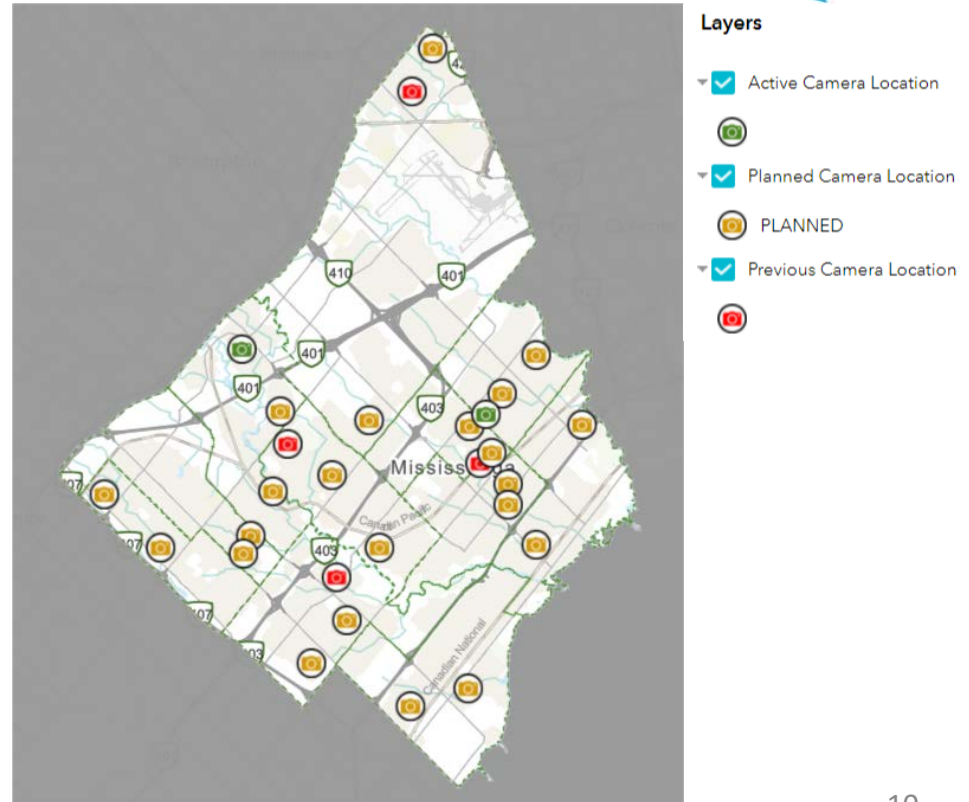 Layers
Active Camera Location
Planned Camera Location
PLANNED
Previous Camera Location
410
401
401
401
403
Canadian Pacific
403
Canadian National